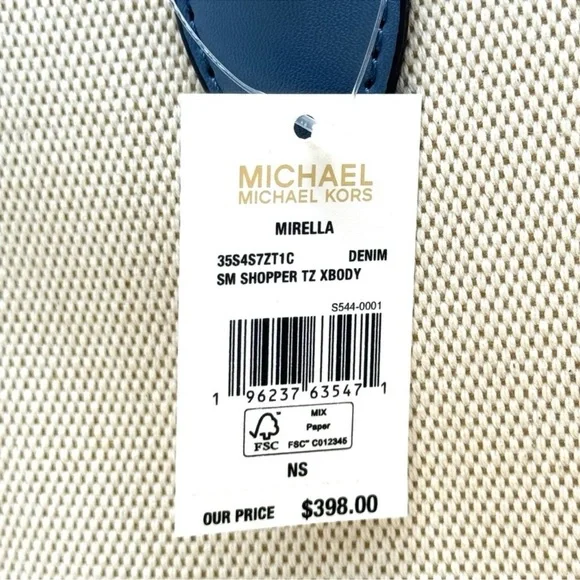 MICHAEL
MICHAEL KORS
MIRELLA
35S4S7ZT1C DENIM
SM SHOPPER TZ XBODY
S544-0001
1 96237 63547 1
FSC
MIX
Paper
FSC™ C012345
NS
OUR PRICE $398.00